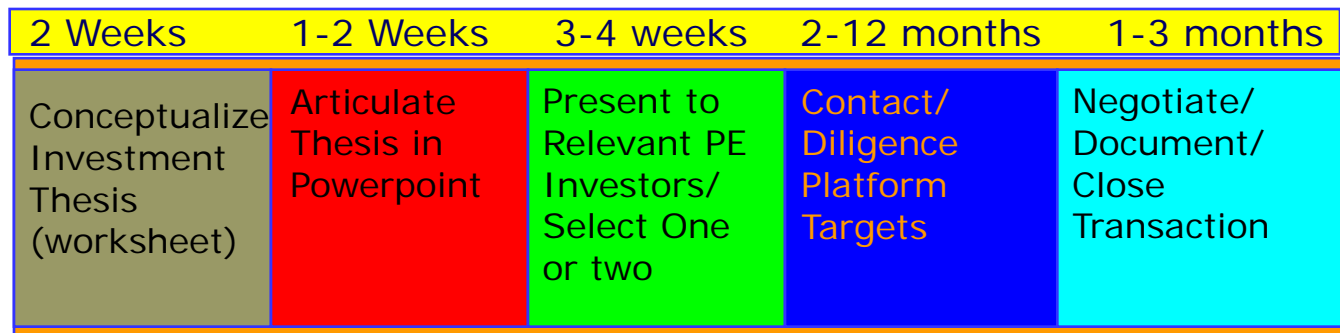 2 Weeks 1-2 Weeks 3-4 weeks 2-12 months 1-3 months
Conceptualize
Investment
Thesis
(worksheet)
Articulate
Thesis in
Powerpoint
Present to
Relevant PE
Investors/
Select One
or two
Contact/
Diligence
Platform
Targets
Negotiate/
Document/
Close
Transaction